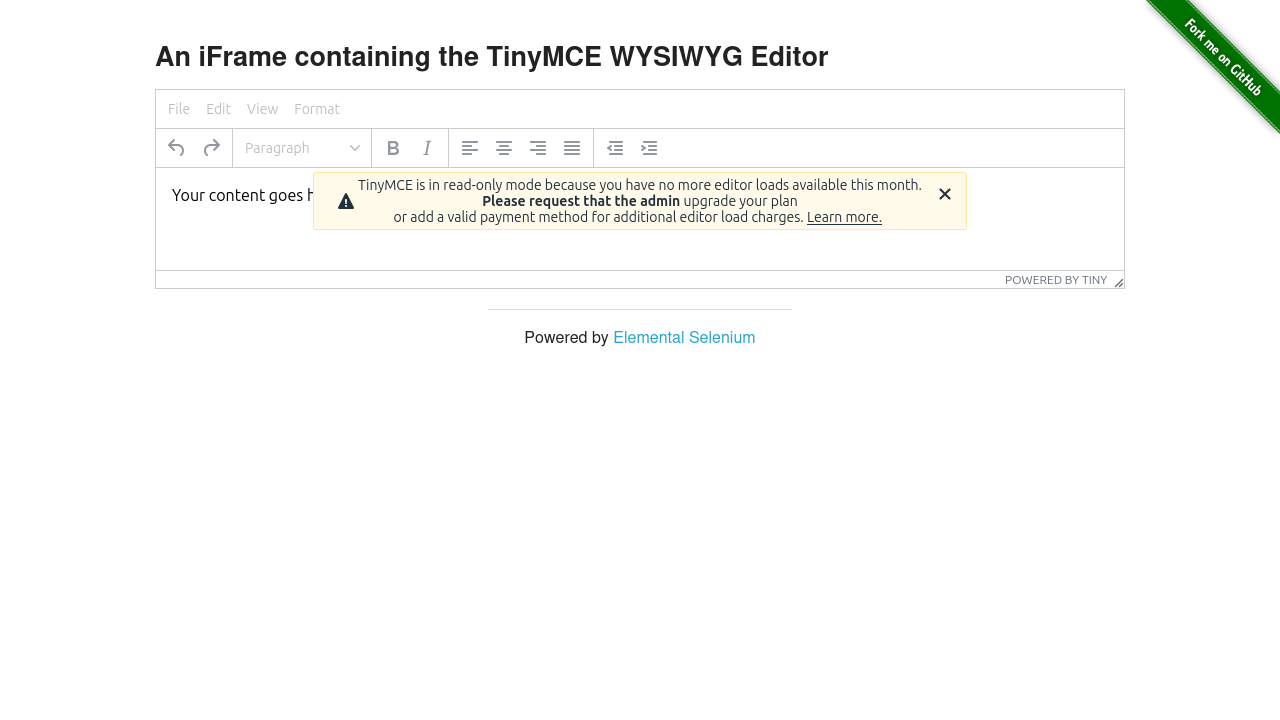 Fork me on GitHub
An iFrame containing the TinyMCE WYSIWYG Editor
File Edit View Format
Paragraph B I
Your content goes
TinyMCE is in read-only mode because you have no more editor loads available this month.
Please request that the admin upgrade your plan
or add a valid payment method for additional editor load charges. Learn more.
POWERED BY TINY
Powered by Elemental Selenium